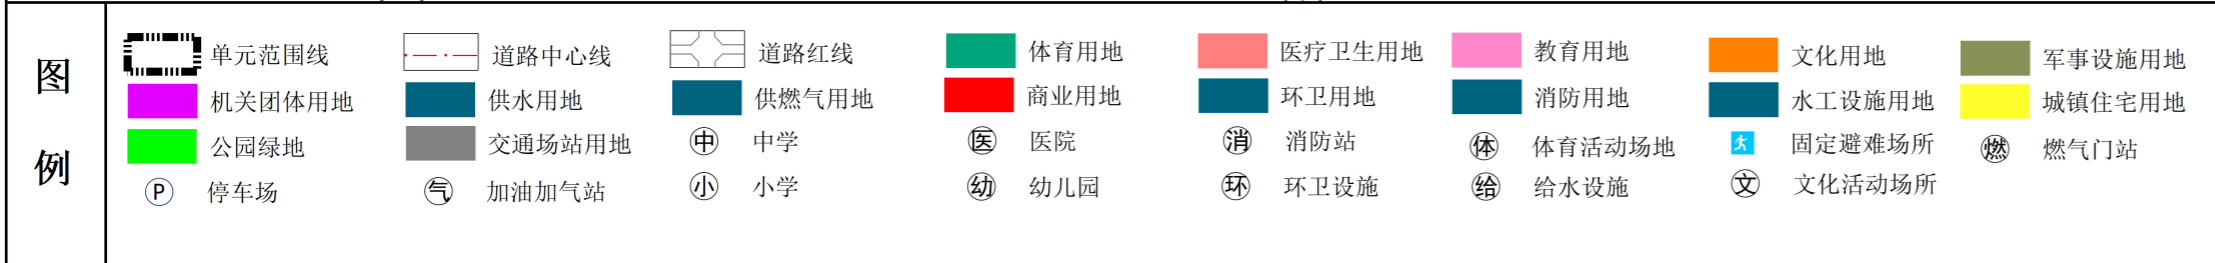 图例
单元范围线 道路中心线 道路红线 体育用地 医疗卫生用地 教育用地 文化用地 军事设施用地
机关团体用地 供水用地 供燃气用地 商业用地 环卫用地 消防用地 水工设施用地 城镇住宅用地
公园绿地 交通场站用地 中 中学 医 医院 消 消防站 体 体育活动场地 固定避难场所 燃 燃气门站
P 停车场 气 加油加气站 小 小学 幼 幼儿园 环 环卫设施 给 给水设施 文 文化活动场所